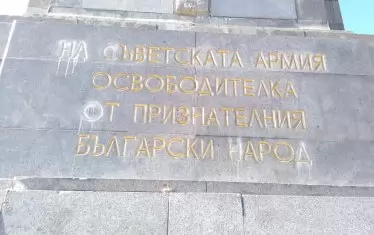 НА СЪВЕТСКАТА АРМИЯ
ОСВОБОДИТЕЛКА
ОТ ПРИЗНАТЕЛНИЯ
БЪЛГАРСКИ НАРОД